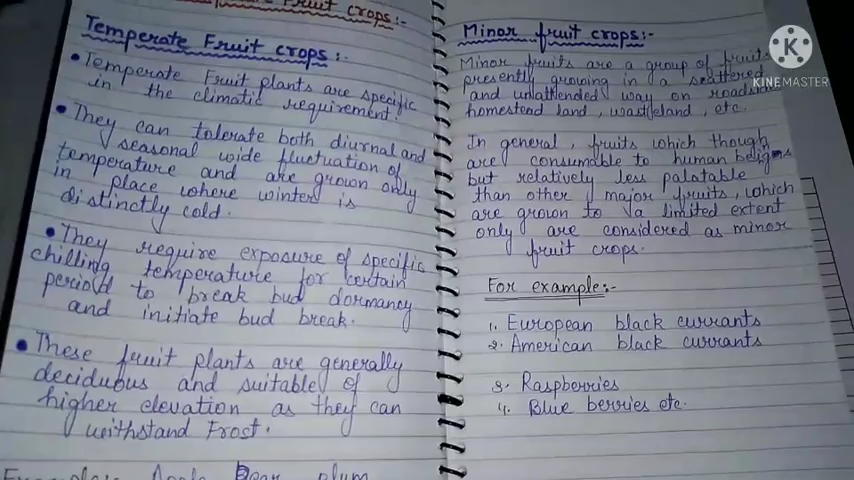 Fruit crops:-
Temperate Fruit crops:-
• Temperate Fruit plants are specific
in the climatic requirement.
• They can tolerate both diurnal and
seasonal wide fluctuation of
temperature and are grown only
in place where winter is
distinctly cold.
• They require exposure of specific
chilling temperature for certain
period to break bud dormancy
and initiate bud break.
• These fruit plants are generally
deciduous and suitable of
higher elevation as they can
withstand Frost.
Apple Pear plum
Minor fruit crops:-
Minor fruits are a group of fruits
presently growing in a scattered
and unattended way on
homestead land, wasteland, etc.
In general, fruits which though
are consumable to human beigns
but relatively less palatable
than other major fruits, which
are grown to a limited extent
only are considered as minor
fruit crops.
For example:-
1. European black currants
2. American black currants
3. Raspberries
4. Blue berries etc.
K
KINEMASTER